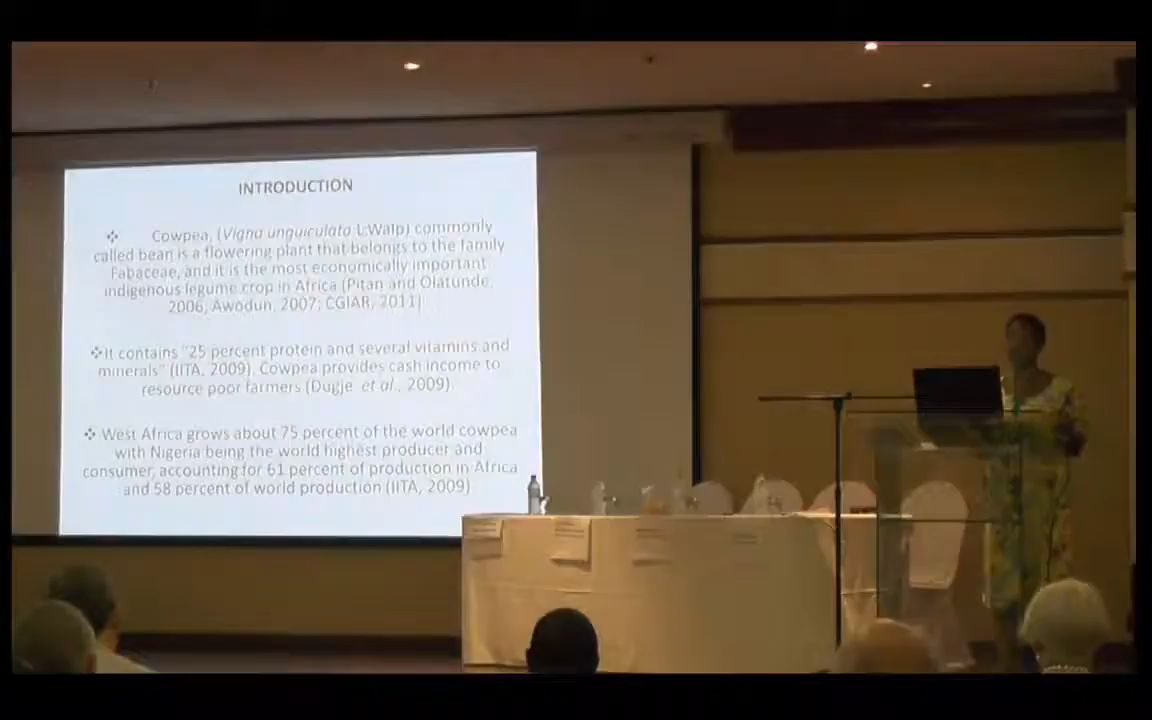 INTRODUCTION
❖ Cowpea, (Vigna unguiculata L.Walp) commonly
called bean is a flowering plant that belongs to the family
Fabaceae, and it is the most economically important
indigenous legume crop in Africa (Pitan and Olatunde,
2006, Awodun, 2007; CGIAR, 2011)
❖It contains "25 percent protein and several vitamins and
minerals" (IITA, 2009). Cowpea provides cash income to
resource poor farmers (Dugje et al., 2009)
❖ West Africa grows about 75 percent of the world cowpea
with Nigeria being the world highest producer and
consumer, accounting for 61 percent of production in Africa
and 58 percent of world production (IITA, 2009)